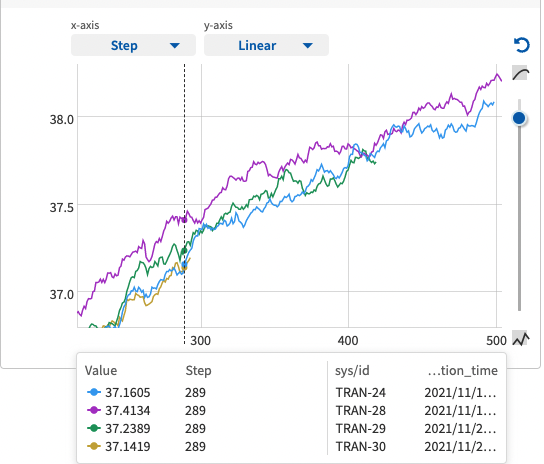 x-axis y-axis
Step Linear
38.0
37.5
37.0
300 400 500
Value Step sys/id …tion_time
37.1605 289 TRAN-24 2021/11/1…
37.4134 289 TRAN-28 2021/11/1…
37.2389 289 TRAN-29 2021/11/2…
37.1419 289 TRAN-30 2021/11/2…